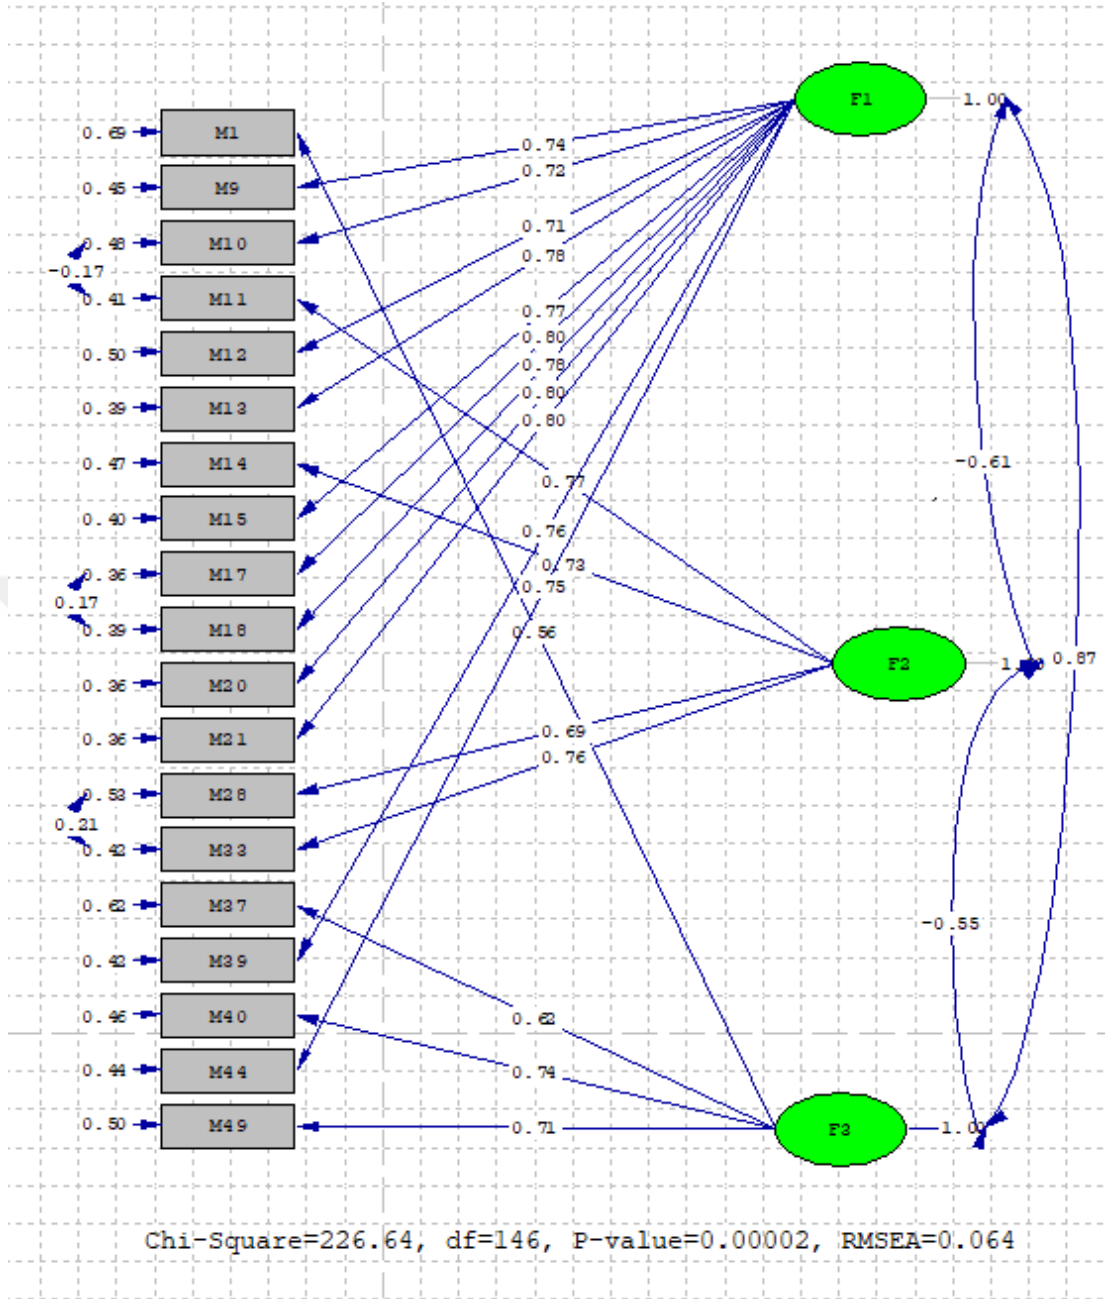 F1
1.00
0.69
M1
0.74
0.45
M9
0.72
0.48
M10
0.71
-0.17
0.78
0.41
M11
0.77
0.50
M12
0.80
0.78
0.39
M13
0.80
0.80
0.47
M14
-0.61
0.77
0.40
M15
0.76
0.73
0.36
M17
0.75
0.17
0.39
M18
0.56
F2
0.87
0.36
M20
0.69
0.36
M21
0.76
0.53
M28
0.21
0.42
M33
0.62
M37
-0.55
0.42
M39
0.46
M40
0.62
0.44
M44
0.74
0.50
M49
0.71
F3
1.00
Chi-Square=226.64, df=146, P-value=0.00002, RMSEA=0.064